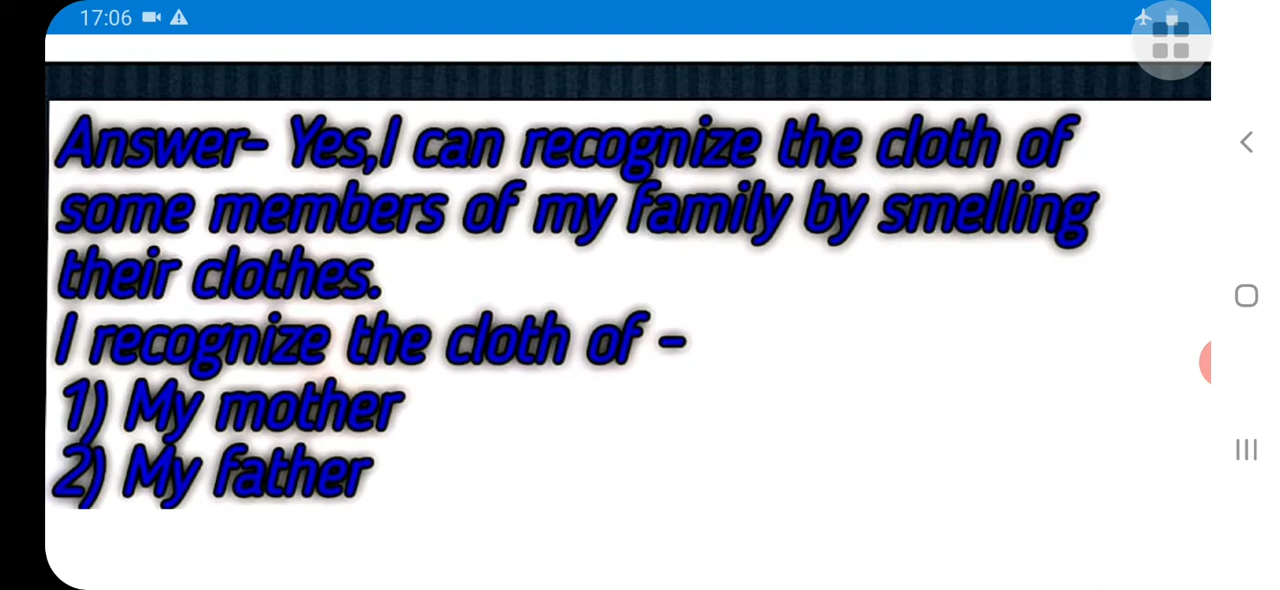 17:06
Answer- Yes,I can recognize the cloth of
some members of my family by smelling
their clothes.
I recognize the cloth of -
1) My mother
2) My father